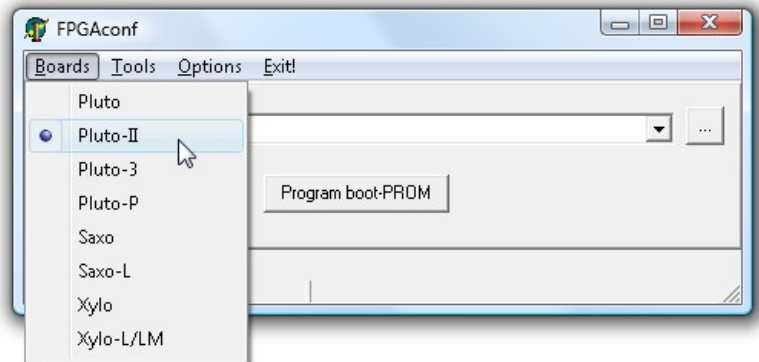 FPGAconf
Boards Tools Options Exit!
Pluto
Pluto-II
...
Pluto-3
Pluto-P
Program boot-PROM
Saxo
Saxo-L
Xylo
Xylo-L/LM